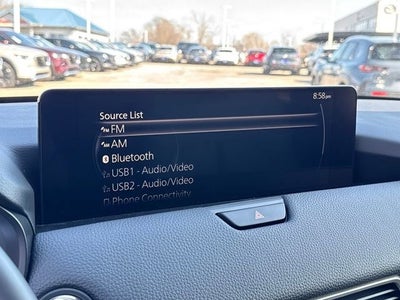 8:58pm
Source List
FM
AM
Bluetooth
USB1 - Audio/Video
USB2 - Audio/Video
Phone Connectivity